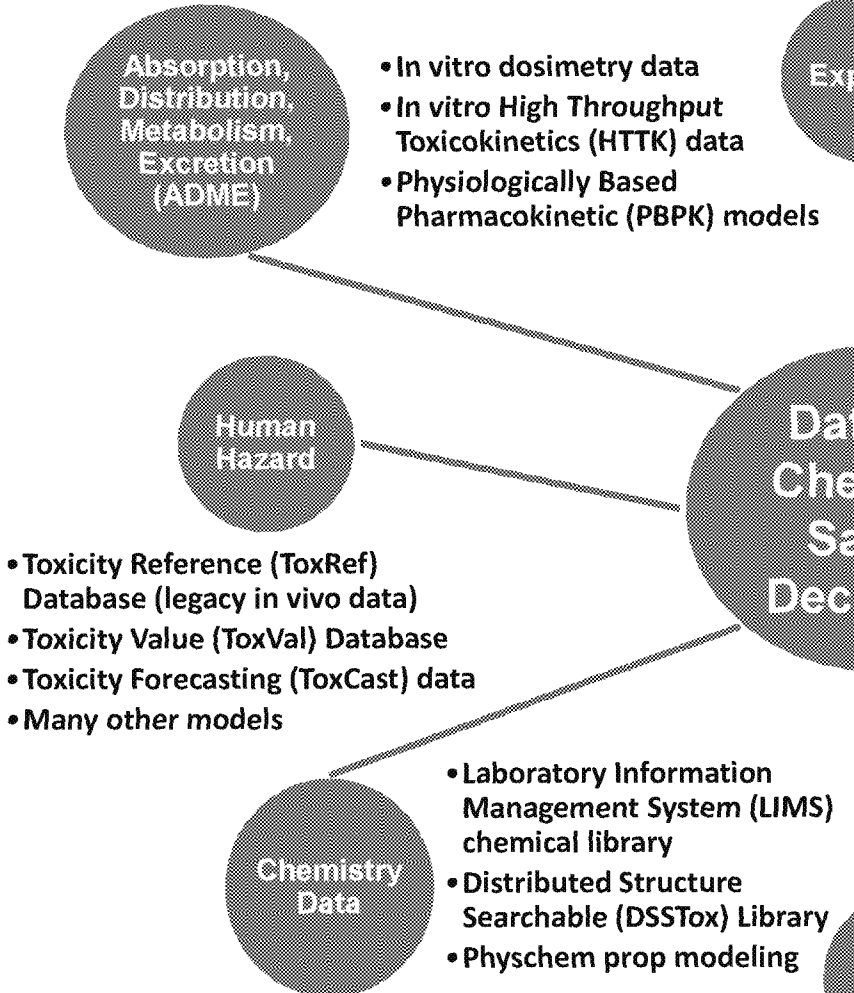 Absorption,
Distribution,
Metabolism,
Excretion
(ADME)
• In vitro dosimetry data
• In vitro High Throughput
Toxicokinetics (HTTK) data
• Physiologically Based
Pharmacokinetic (PBPK) models
Human
Hazard
• Toxicity Reference (ToxRef)
Database (legacy in vivo data)
• Toxicity Value (ToxVal) Database
• Toxicity Forecasting (ToxCast) data
• Many other models
Chemistry
Data
• Laboratory Information
Management System (LIMS)
chemical library
• Distributed Structure
Searchable (DSSTox) Library
• Physchem prop modeling